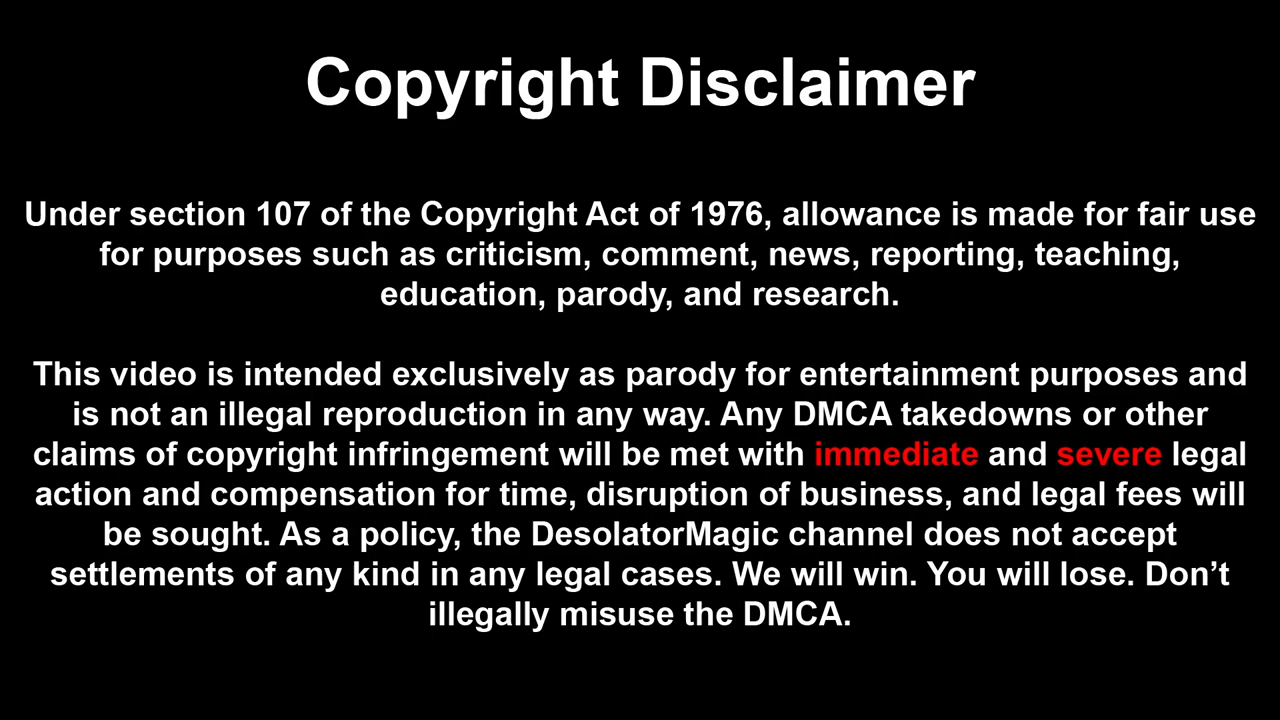 Copyright Disclaimer
Under section 107 of the Copyright Act of 1976, allowance is made for fair use
for purposes such as criticism, comment, news, reporting, teaching,
education, parody, and research.
This video is intended exclusively as parody for entertainment purposes and
is not an illegal reproduction in any way. Any DMCA takedowns or other
claims of copyright infringement will be met with immediate and severe legal
action and compensation for time, disruption of business, and legal fees will
be sought. As a policy, the DesolatorMagic channel does not accept
settlements of any kind in any legal cases. We will win. You will lose. Don’t
illegally misuse the DMCA.